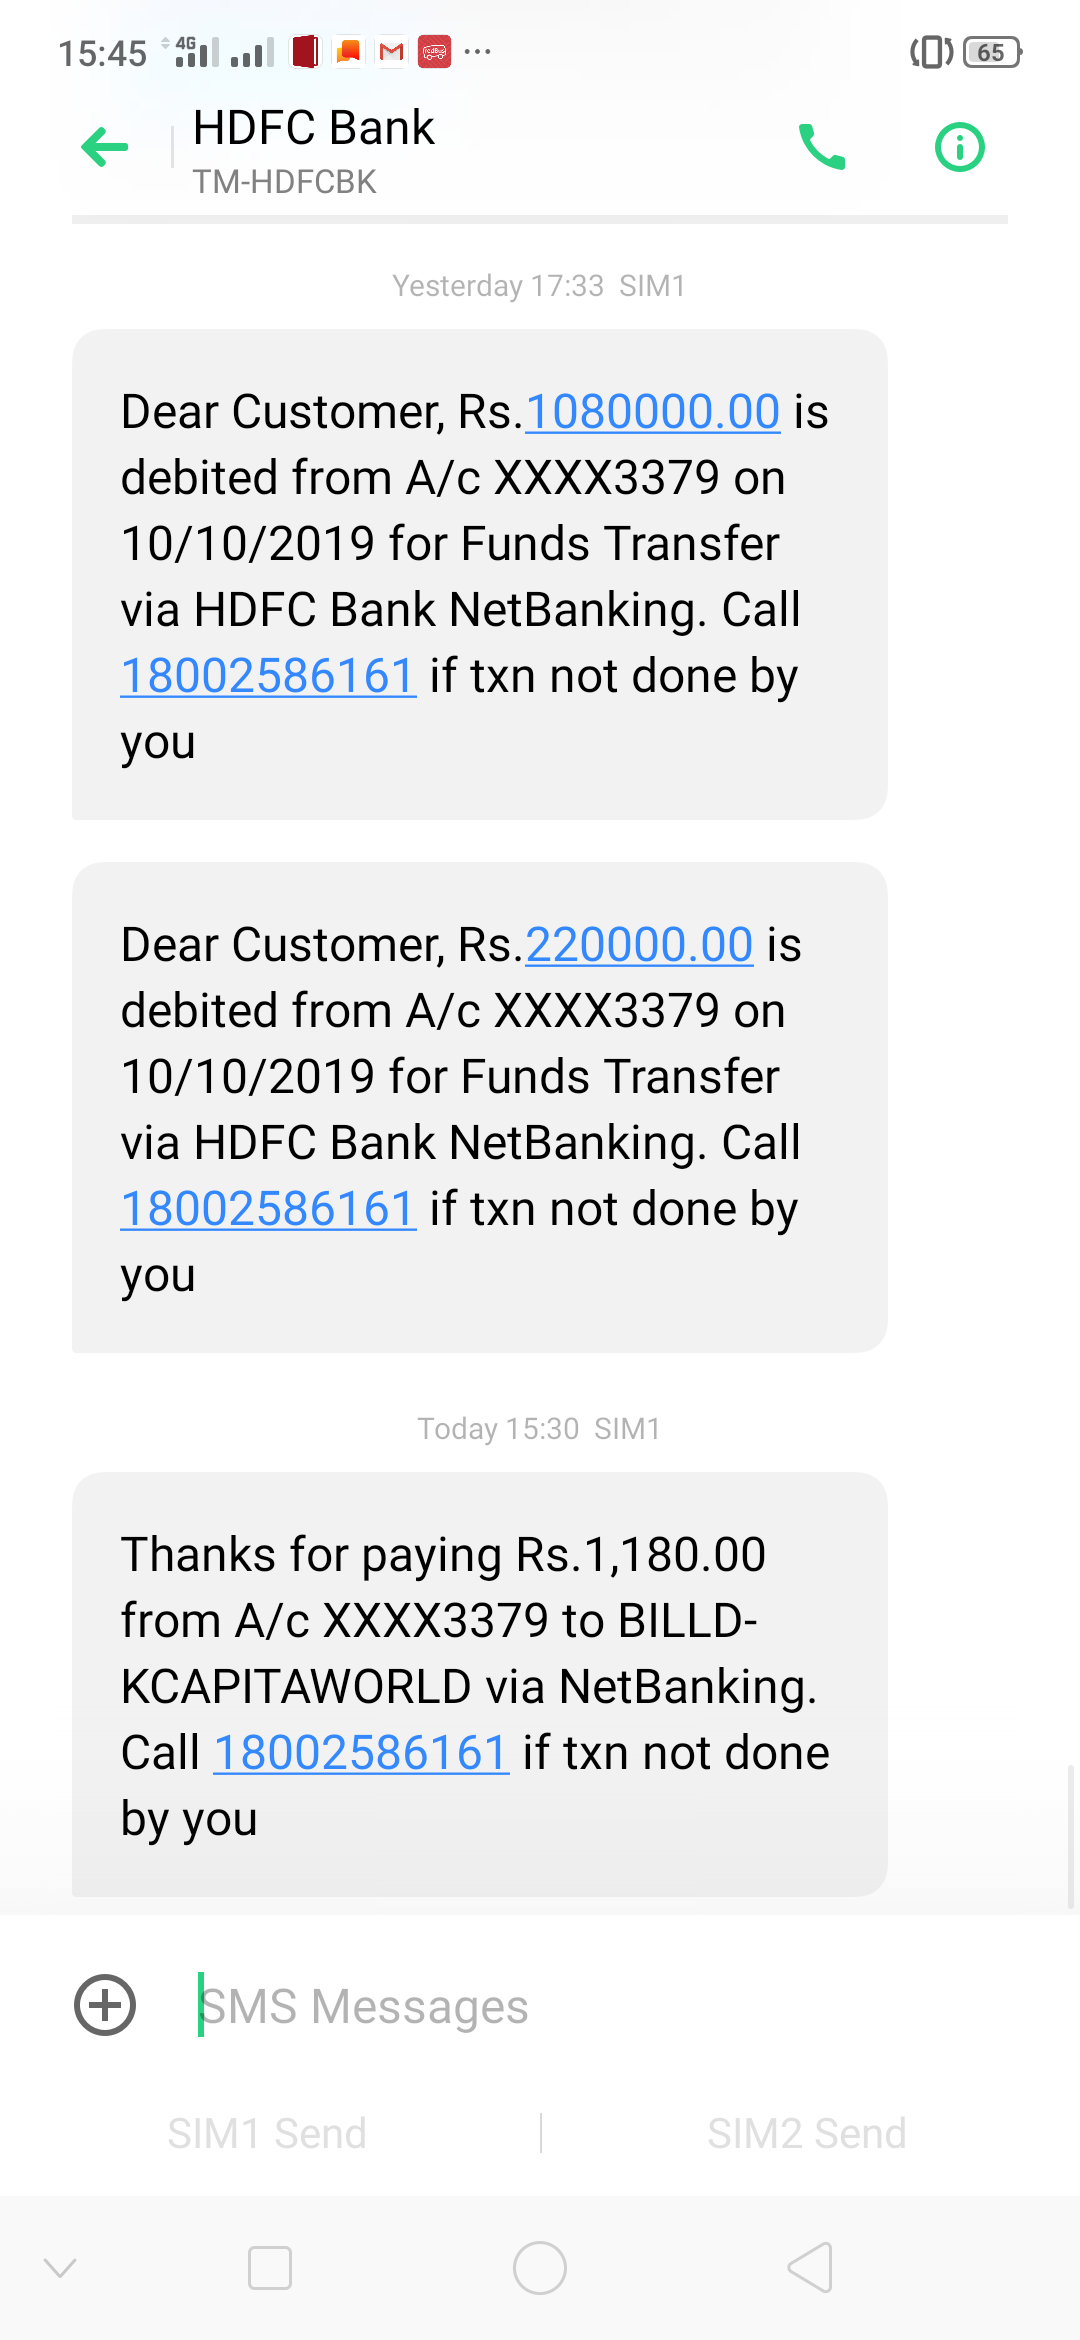 15:45 4G ... 65
HDFC Bank
TM-HDFCBK
Yesterday 17:33 SIM1
Dear Customer, Rs.1080000.00 is
debited from A/c XXXX3379 on
10/10/2019 for Funds Transfer
via HDFC Bank NetBanking. Call
18002586161 if txn not done by
you
Dear Customer, Rs.220000.00 is
debited from A/c XXXX3379 on
10/10/2019 for Funds Transfer
via HDFC Bank NetBanking. Call
18002586161 if txn not done by
you
Today 15:30 SIM1
Thanks for paying Rs.1,180.00
from A/c XXXX3379 to BILLD-
KCAPITAWORLD via NetBanking.
Call 18002586161 if txn not done
by you
SMS Messages
SIM1 Send | SIM2 Send